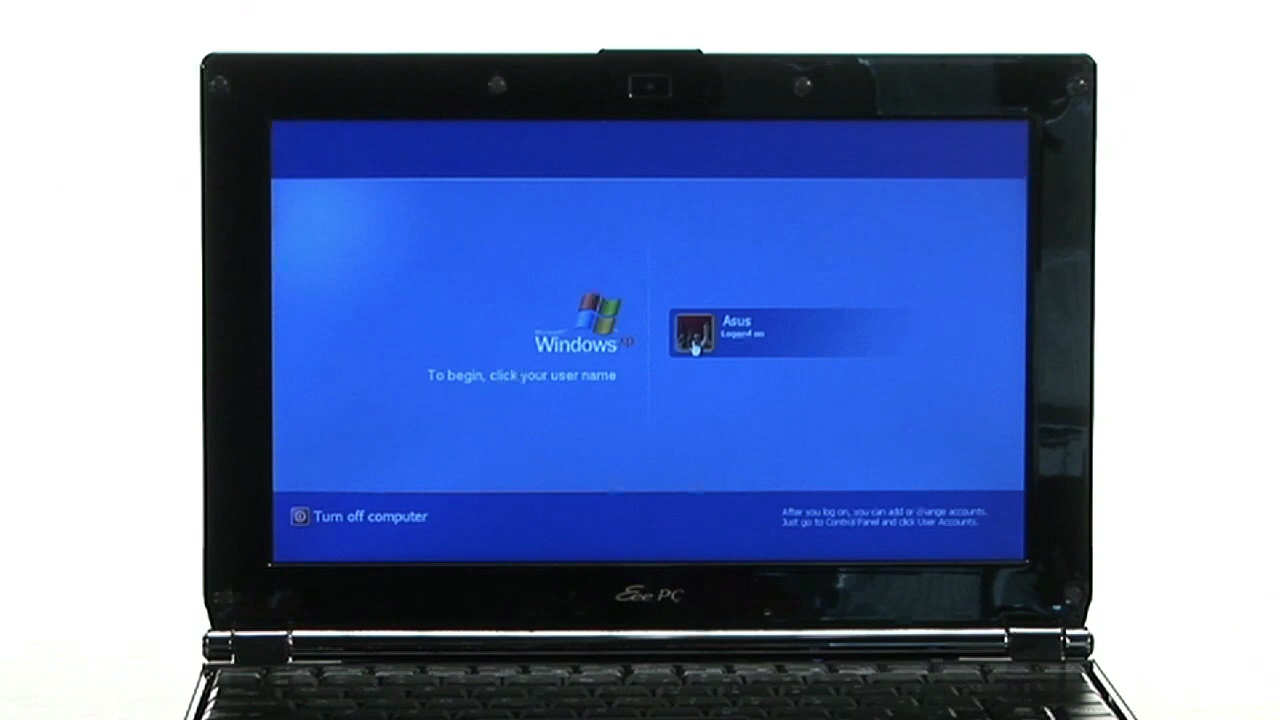 Asus
Logged on
Microsoft
Windows xp
To begin, click your user name
Turn off computer
After you log on, you can add or change accounts.
Just go to Control Panel and click User Accounts.
Eee PC